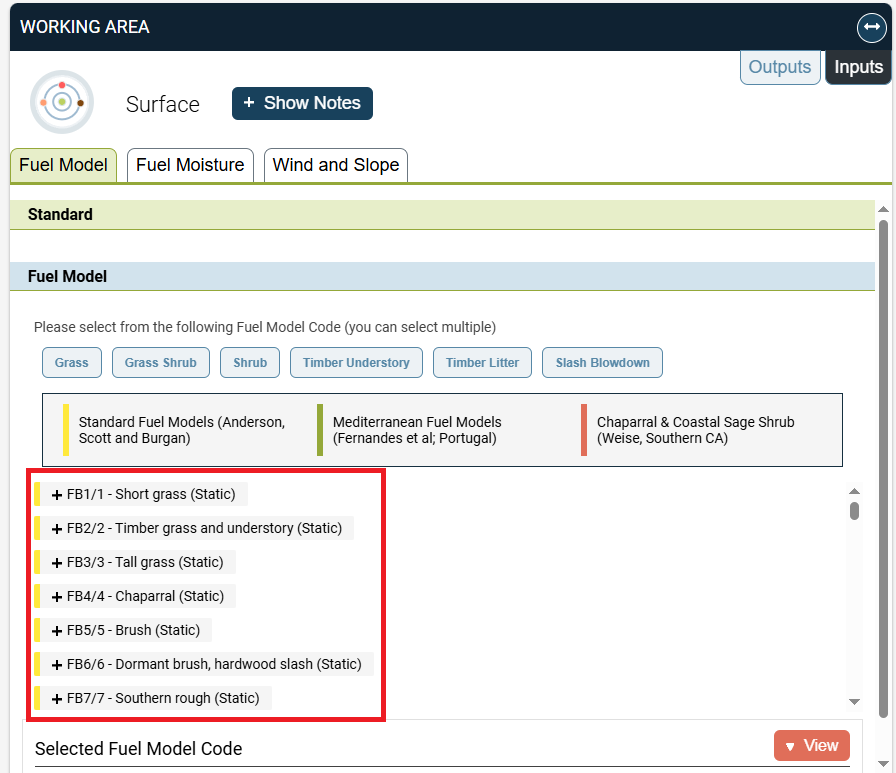 WORKING AREA
Outputs
Inputs
Surface
+ Show Notes
Fuel Model
Fuel Moisture
Wind and Slope
Standard
Fuel Model
Please select from the following Fuel Model Code (you can select multiple)
Grass
Grass Shrub
Shrub
Timber Understory
Timber Litter
Slash Blowdown
Standard Fuel Models (Anderson,
Scott and Burgan)
Mediterranean Fuel Models
(Fernandes et al; Portugal)
Chaparral & Coastal Sage Shrub
(Weise, Southern CA)
+ FB1/1 - Short grass (Static)
+ FB2/2 - Timber grass and understory (Static)
+ FB3/3 - Tall grass (Static)
+ FB4/4 - Chaparral (Static)
+ FB5/5 - Brush (Static)
+ FB6/6 - Dormant brush, hardwood slash (Static)
+ FB7/7 - Southern rough (Static)
Selected Fuel Model Code
View